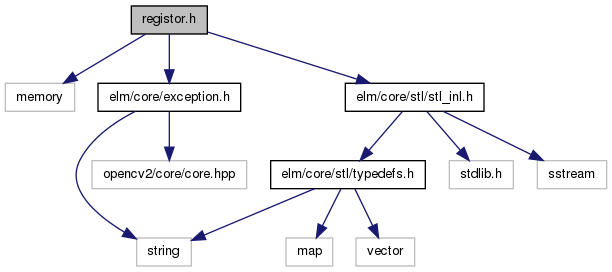 registor.h
memory
elm/core/exception.h
elm/core/stl/stl_inl.h
opencv2/core/core.hpp
elm/core/stl/typedefs.h
stdlib.h
sstream
string
map
vector